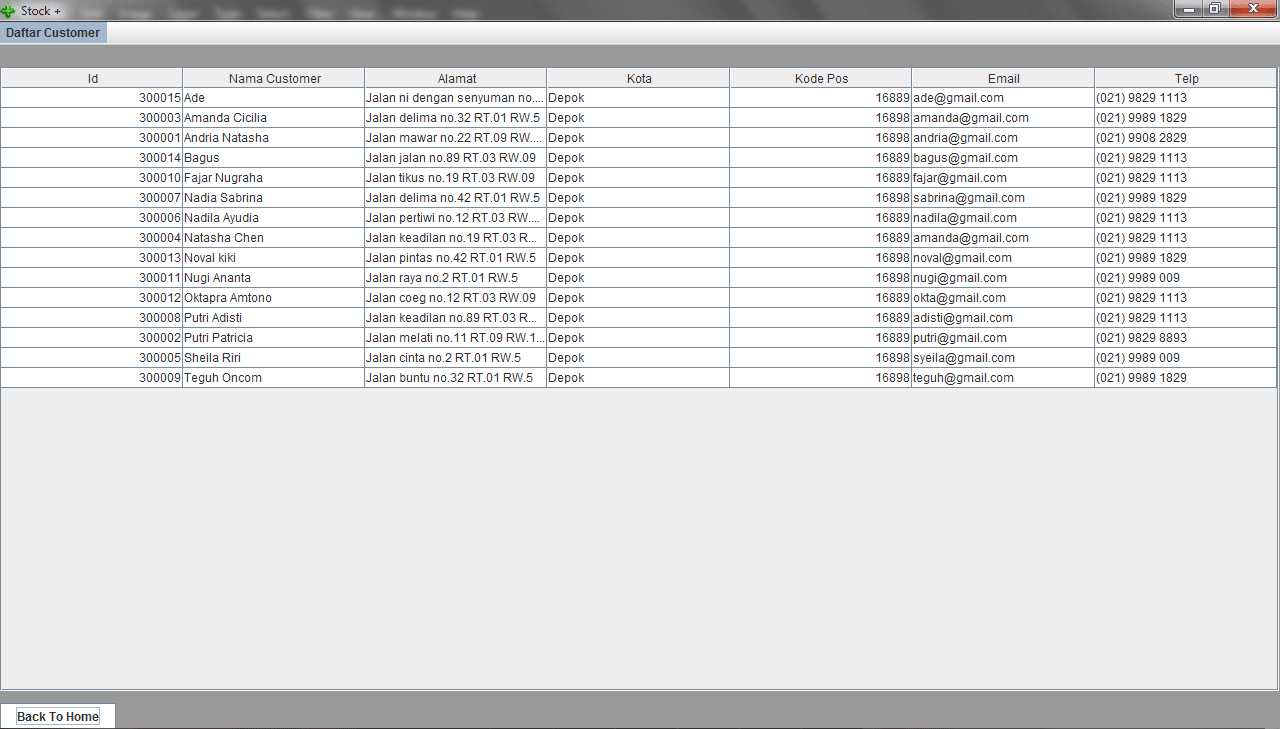 Stock +
Daftar Customer
Id Nama Customer Alamat Kota Kode Pos Email Telp
300015 Ade Jalan ni dengan senyuman no.... Depok 16889 ade@gmail.com (021) 9829 1113
300003 Amanda Cicilia Jalan delima no.32 RT.01 RW.5 Depok 16898 amanda@gmail.com (021) 9989 1829
300001 Andria Natasha Jalan mawar no.22 RT.09 RW.... Depok 16898 andria@gmail.com (021) 9908 2829
300014 Bagus Jalan jalan no.89 RT.03 RW.09 Depok 16889 bagus@gmail.com (021) 9829 1113
300010 Fajar Nugraha Jalan tikus no.19 RT.03 RW.09 Depok 16889 fajar@gmail.com (021) 9829 1113
300007 Nadia Sabrina Jalan delima no.42 RT.01 RW.5 Depok 16898 sabrina@gmail.com (021) 9989 1829
300006 Nadila Ayudia Jalan pertiwi no.12 RT.03 RW.... Depok 16889 nadila@gmail.com (021) 9829 1113
300004 Natasha Chen Jalan keadilan no.19 RT.03 R... Depok 16889 amanda@gmail.com (021) 9829 1113
300013 Noval kiki Jalan pintas no.42 RT.01 RW.5 Depok 16898 noval@gmail.com (021) 9989 1829
300011 Nugi Ananta Jalan raya no.2 RT.01 RW.5 Depok 16898 nugi@gmail.com (021) 9989 009
300012 Oktapra Amtono Jalan coeg no.12 RT.03 RW.09 Depok 16889 okta@gmail.com (021) 9829 1113
300008 Putri Adisti Jalan keadilan no.89 RT.03 R... Depok 16889 adisti@gmail.com (021) 9829 1113
300002 Putri Patricia Jalan melati no.11 RT.09 RW.1... Depok 16889 putri@gmail.com (021) 9829 8893
300005 Sheila Riri Jalan cinta no.2 RT.01 RW.5 Depok 16898 syeila@gmail.com (021) 9989 009
300009 Teguh Oncom Jalan buntu no.32 RT.01 RW.5 Depok 16898 teguh@gmail.com (021) 9989 1829
Back To Home